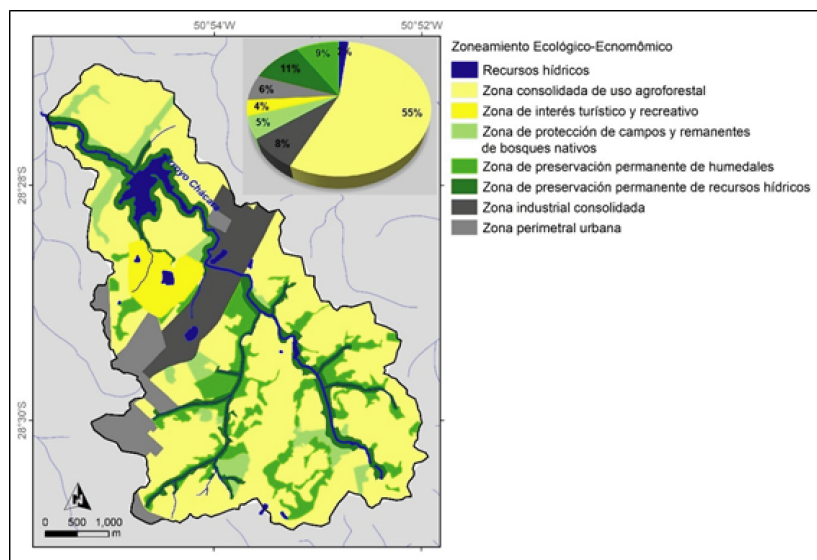 50°54'W
50°52'W
28°28'S
28°30'S
Arroyo Chácara
2%
55%
8%
5%
4%
6%
11%
9%
Zoneamiento Ecológico-Ecnomômico
Recursos hídricos
Zona consolidada de uso agroforestal
Zona de interés turístico y recreativo
Zona de protección de campos y remanentes
de bosques nativos
Zona de preservación permanente de humedales
Zona de preservación permanente de recursos hídricos
Zona industrial consolidada
Zona perimetral urbana
N
0 500 1,000
m